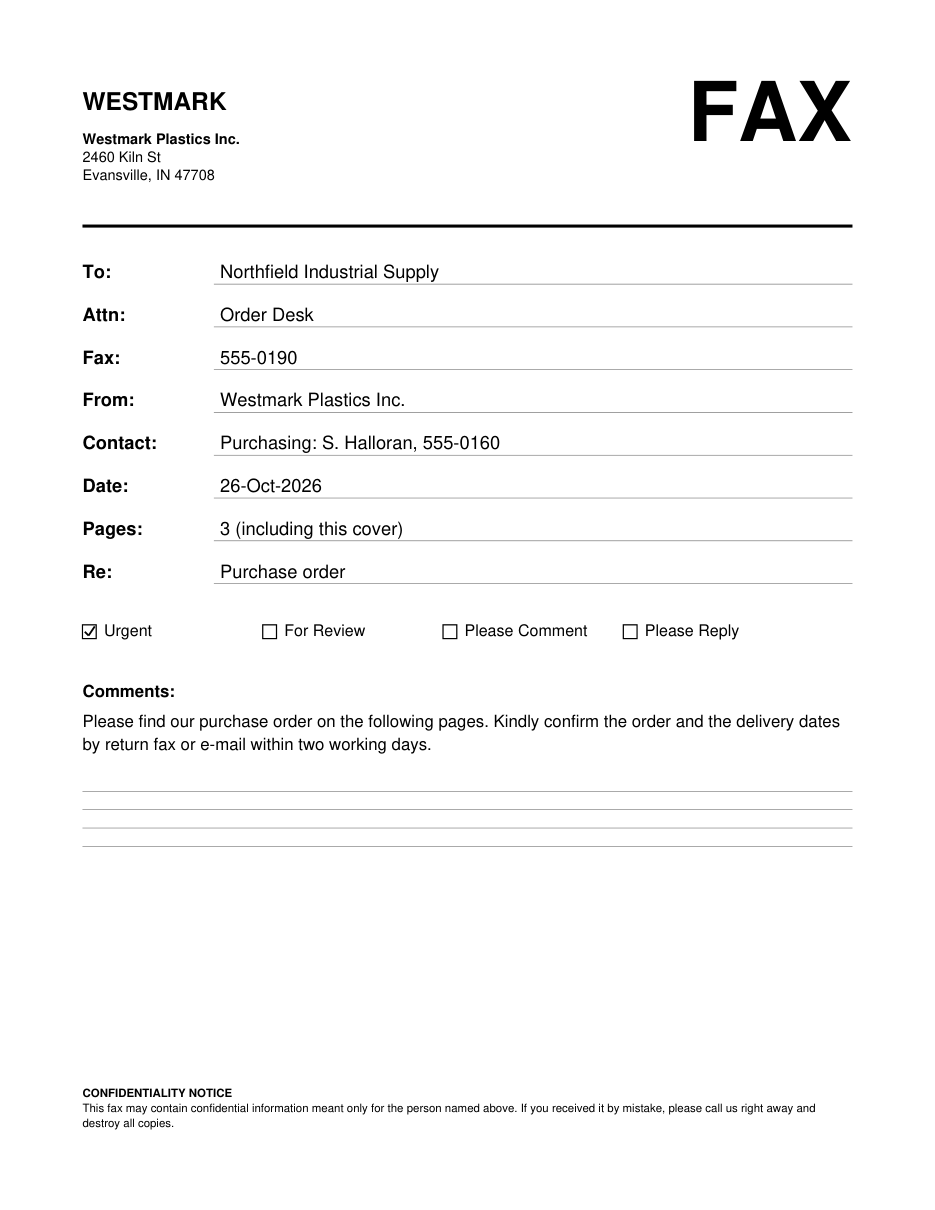 WESTMARK
FAX
Westmark Plastics Inc.
2460 Kiln St
Evansville, IN 47708
To: Northfield Industrial Supply
Attn: Order Desk
Fax: 555-0190
From: Westmark Plastics Inc.
Contact: Purchasing: S. Halloran, 555-0160
Date: 26-Oct-2026
Pages: 3 (including this cover)
Re: Purchase order
☑ Urgent ☐ For Review ☐ Please Comment ☐ Please Reply
Comments:
Please find our purchase order on the following pages. Kindly confirm the order and the delivery dates
by return fax or e-mail within two working days.
CONFIDENTIALITY NOTICE
This fax may contain confidential information meant only for the person named above. If you received it by mistake, please call us right away and
destroy all copies.